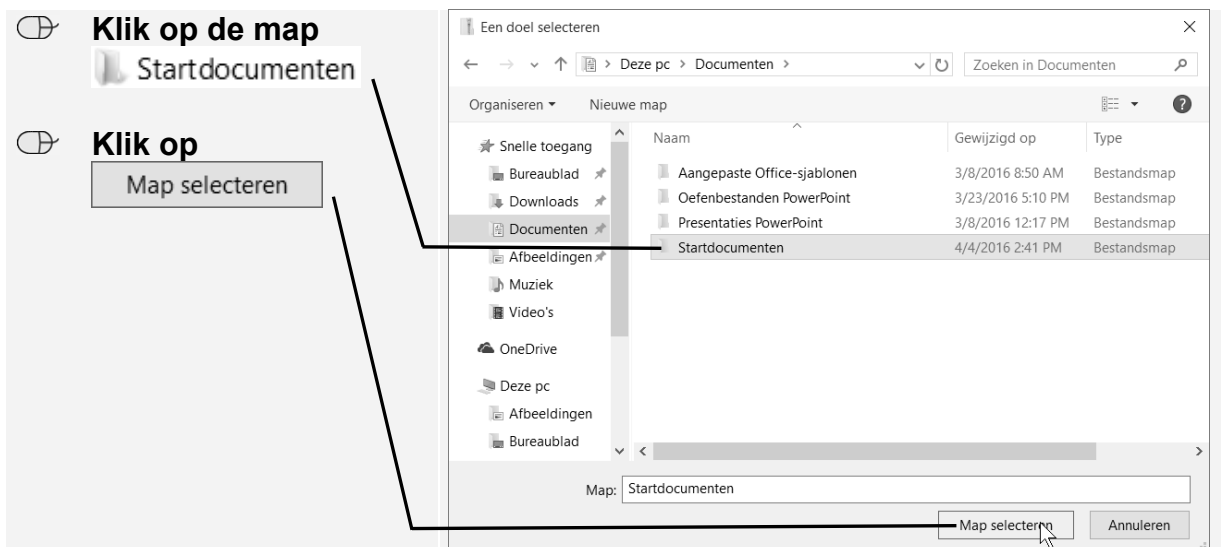 Klik op de map
Startdocumenten
Klik op
Map selecteren
Een doel selecteren
Deze pc > Documenten >
Zoeken in Documenten
Organiseren
Nieuwe map
?
Snelle toegang
Bureaublad
Downloads
Documenten
Afbeeldingen
Muziek
Video's
OneDrive
Deze pc
Afbeeldingen
Bureaublad
Naam Gewijzigd op Type
Aangepaste Office-sjablonen 3/8/2016 8:50 AM Bestandsmap
Oefenbestanden PowerPoint 3/23/2016 5:10 PM Bestandsmap
Presentaties PowerPoint 3/8/2016 12:17 PM Bestandsmap
Startdocumenten 4/4/2016 2:41 PM Bestandsmap
Map: Startdocumenten
Map selecteren Annuleren